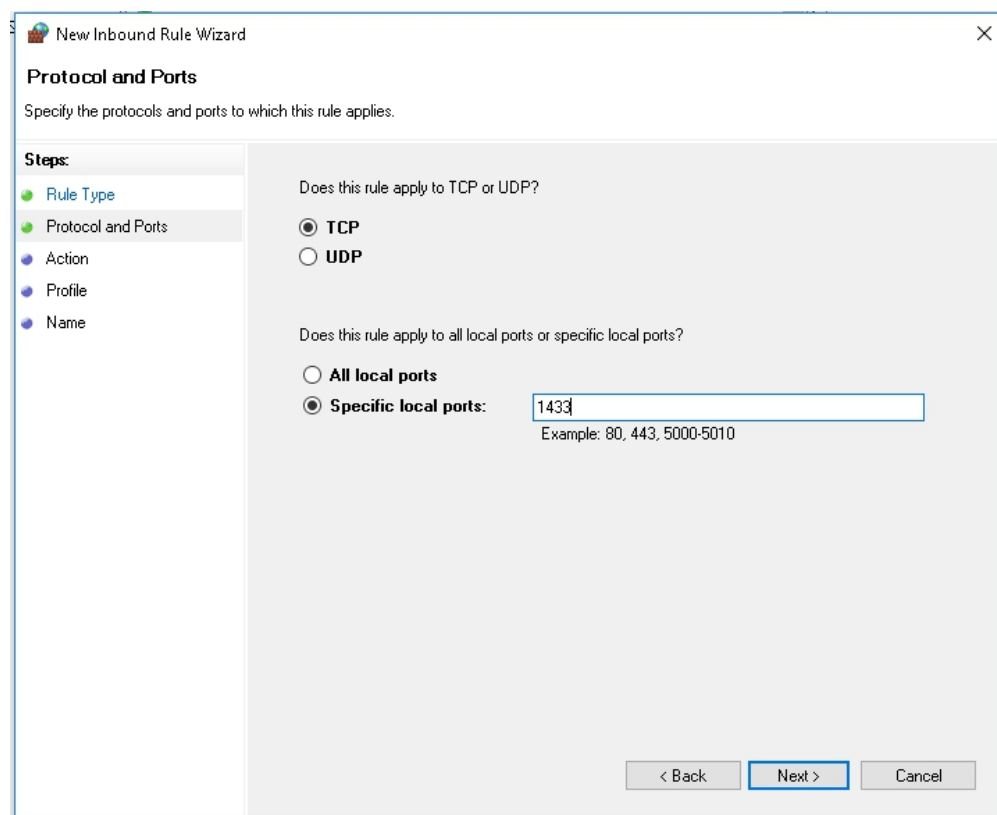 New Inbound Rule Wizard
Protocol and Ports
Specify the protocols and ports to which this rule applies.
Steps:
Rule Type
Protocol and Ports
Action
Profile
Name
Does this rule apply to TCP or UDP?
TCP
UDP
Does this rule apply to all local ports or specific local ports?
All local ports
Specific local ports:
1433
Example: 80, 443, 5000-5010
< Back
Next >
Cancel